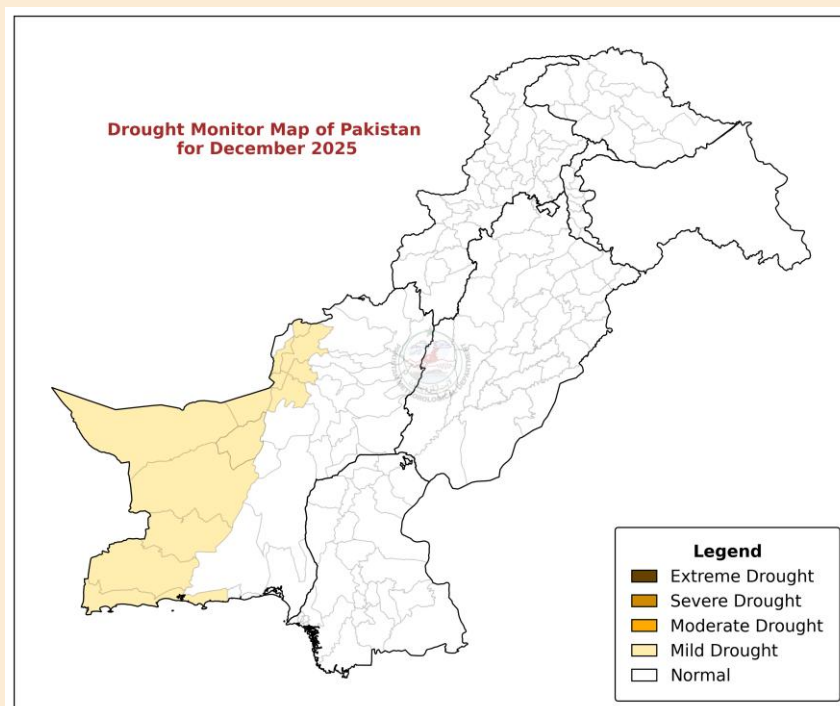 Drought Monitor Map of Pakistan
for December 2025
Legend
Extreme Drought
Severe Drought
Moderate Drought
Mild Drought
Normal